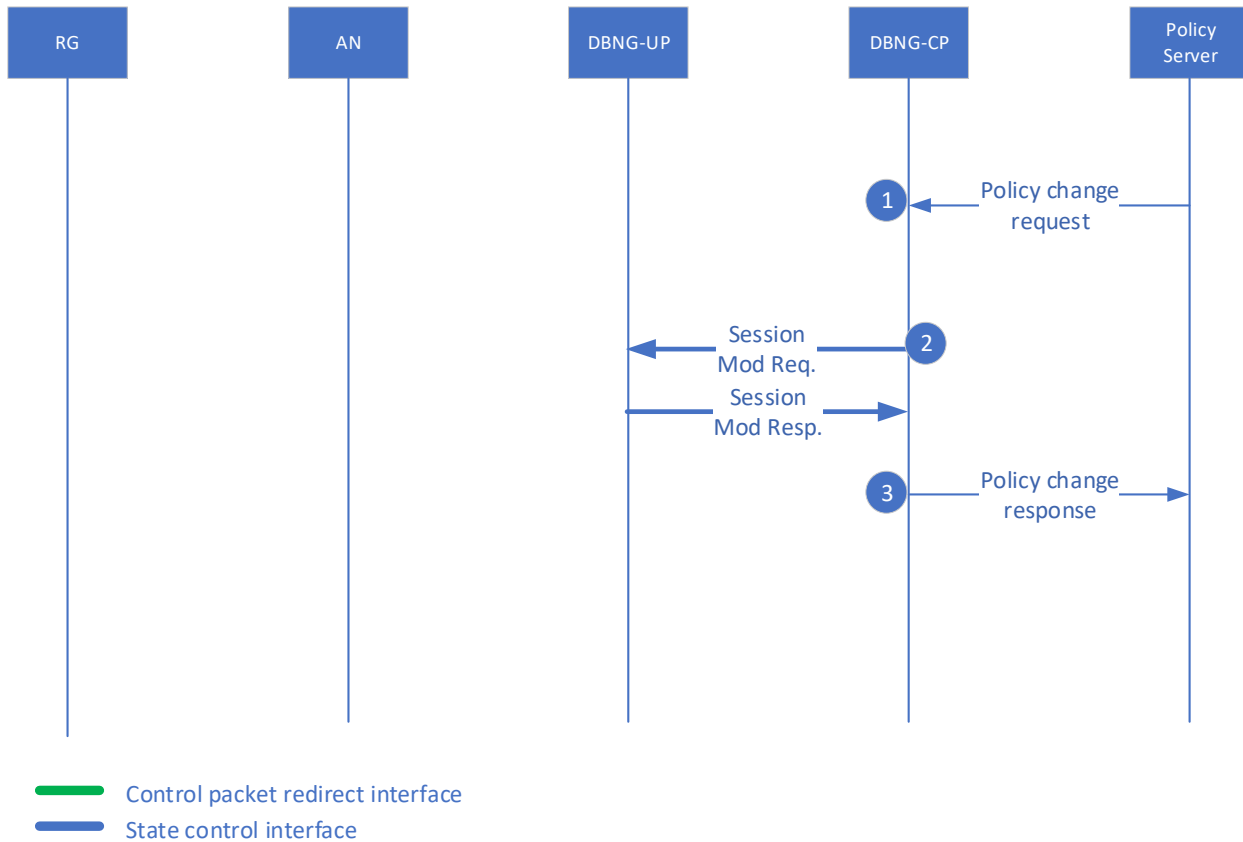 RG
AN
DBNG-UP
DBNG-CP
Policy
Server
1
Policy change
request
Session
Mod Req.
2
Session
Mod Resp.
3
Policy change
response
Control packet redirect interface
State control interface